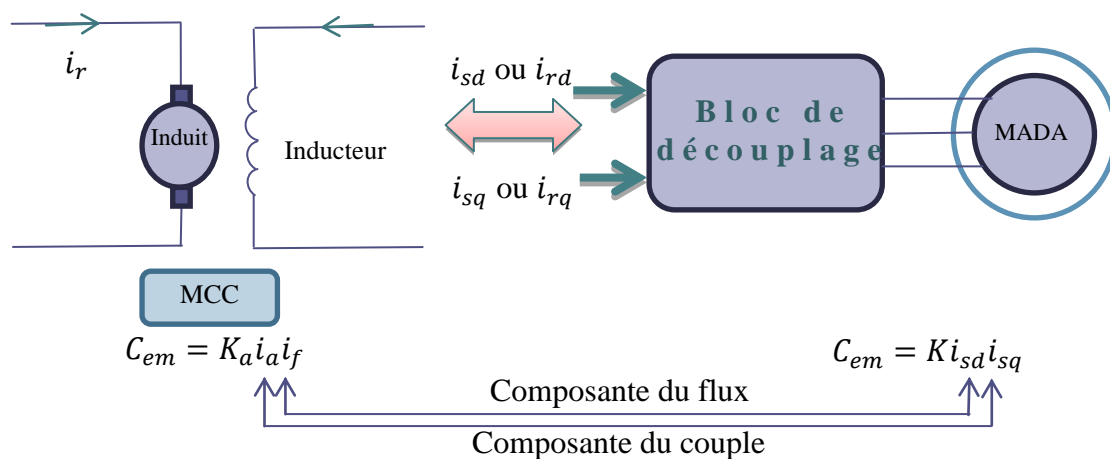 i_r
Induit
Inducteur
MCC
C_em = K_a i_a i_f
i_sd ou i_rd
i_sq ou i_rq
Bloc de
découplage
MADA
C_em = K i_sd i_sq
Composante du flux
Composante du couple